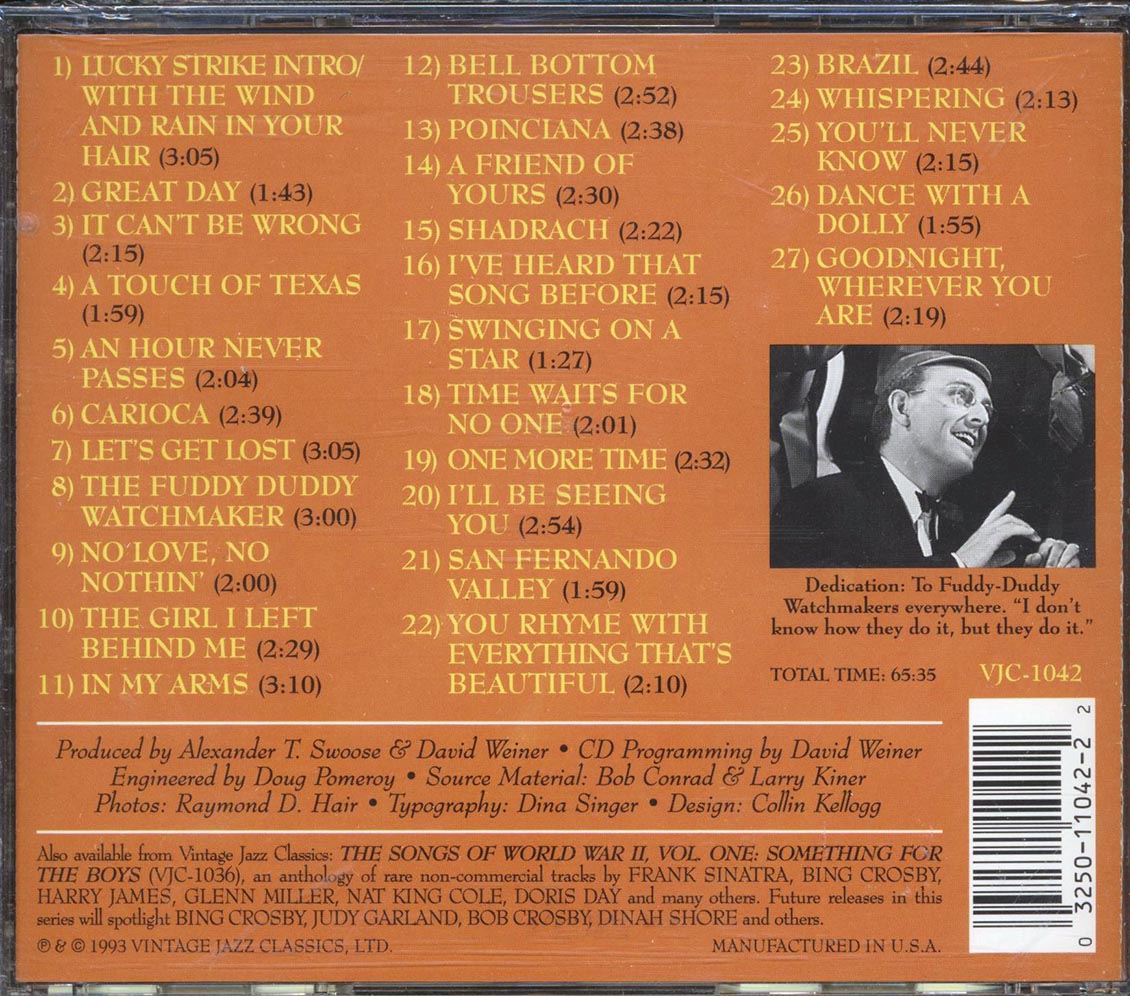 1) LUCKY STRIKE INTRO/
WITH THE WIND
AND RAIN IN YOUR
HAIR (3:05)
2) GREAT DAY (1:43)
3) IT CAN'T BE WRONG
(2:15)
4) A TOUCH OF TEXAS
(1:59)
5) AN HOUR NEVER
PASSES (2:04)
6) CARIOCA (2:39)
7) LET'S GET LOST (3:05)
8) THE FUDDY DUDDY
WATCHMAKER (3:00)
9) NO LOVE, NO
NOTHIN' (2:00)
10) THE GIRL I LEFT
BEHIND ME (2:29)
11) IN MY ARMS (3:10)
12) BELL BOTTOM
TROUSERS (2:52)
13) POINCIANA (2:38)
14) A FRIEND OF
YOURS (2:30)
15) SHADRACH (2:22)
16) I'VE HEARD THAT
SONG BEFORE (2:15)
17) SWINGING ON A
STAR (1:27)
18) TIME WAITS FOR
NO ONE (2:01)
19) ONE MORE TIME (2:32)
20) I'LL BE SEEING
YOU (2:54)
21) SAN FERNANDO
VALLEY (1:59)
22) YOU RHYME WITH
EVERYTHING THAT'S
BEAUTIFUL (2:10)
23) BRAZIL (2:44)
24) WHISPERING (2:13)
25) YOU'LL NEVER
KNOW (2:15)
26) DANCE WITH A
DOLLY (1:55)
27) GOODNIGHT,
WHEREVER YOU
ARE (2:19)
Dedication: To Fuddy-Duddy
Watchmakers everywhere. "I don't
know how they do it, but they do it."
TOTAL TIME: 65:35 VJC-1042
Produced by Alexander T. Swoose & David Weiner • CD Programming by David Weiner
Engineered by Doug Pomeroy • Source Material: Bob Conrad & Larry Kiner
Photos: Raymond D. Hair • Typography: Dina Singer • Design: Collin Kellogg
Also available from Vintage Jazz Classics: THE SONGS OF WORLD WAR II, VOL. ONE: SOMETHING FOR
THE BOYS (VJC-1036), an anthology of rare non-commercial tracks by FRANK SINATRA, BING CROSBY,
HARRY JAMES, GLENN MILLER, NAT KING COLE, DORIS DAY and many others. Future releases in this
series will spotlight BING CROSBY, JUDY GARLAND, BOB CROSBY, DINAH SHORE and others.
℗ & © 1993 VINTAGE JAZZ CLASSICS, LTD. MANUFACTURED IN U.S.A.
0 3250-11042-2 2